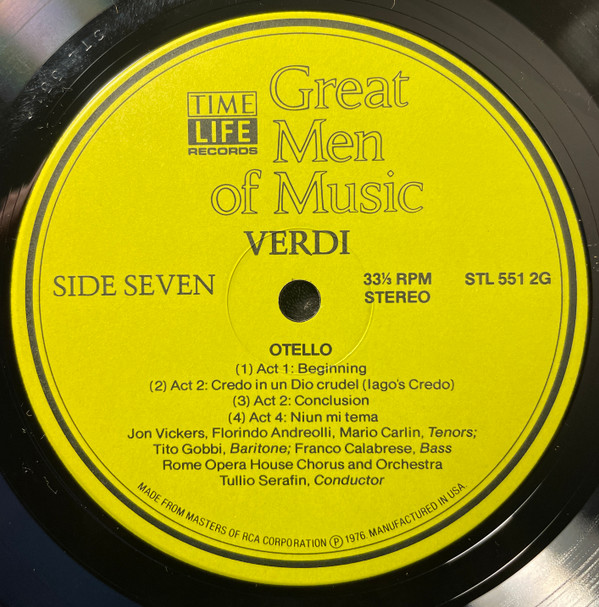 TIME
LIFE
RECORDS
Great
Men
of Music
VERDI
SIDE SEVEN
33⅓ RPM
STEREO
STL 551 2G
OTELLO
(1) Act 1: Beginning
(2) Act 2: Credo in un Dio crudel (Iago's Credo)
(3) Act 2: Conclusion
(4) Act 4: Niun mi tema
Jon Vickers, Florindo Andreolli, Mario Carlin, Tenors;
Tito Gobbi, Baritone; Franco Calabrese, Bass
Rome Opera House Chorus and Orchestra
Tullio Serafin, Conductor
MADE FROM MASTERS OF RCA CORPORATION Ⓟ 1976. MANUFACTURED IN USA.